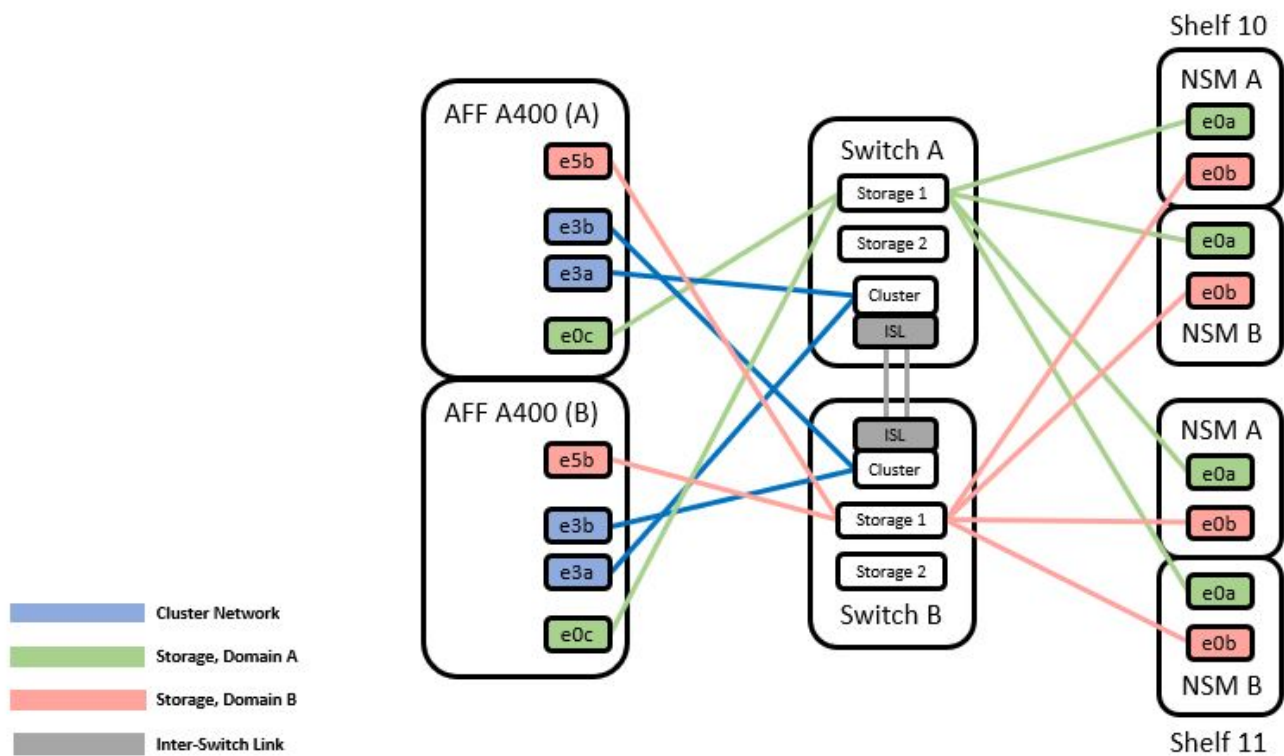 Shelf 10
NSM A
e0a
e0b
e0a
e0b
NSM B
AFF A400 (A)
e5b
e3b
e3a
e0c
Switch A
Storage 1
Storage 2
Cluster
ISL
AFF A400 (B)
e5b
e3b
e3a
e0c
ISL
Cluster
Storage 1
Storage 2
Switch B
NSM A
e0a
e0b
e0a
e0b
NSM B
Shelf 11
Cluster Network
Storage, Domain A
Storage, Domain B
Inter-Switch Link